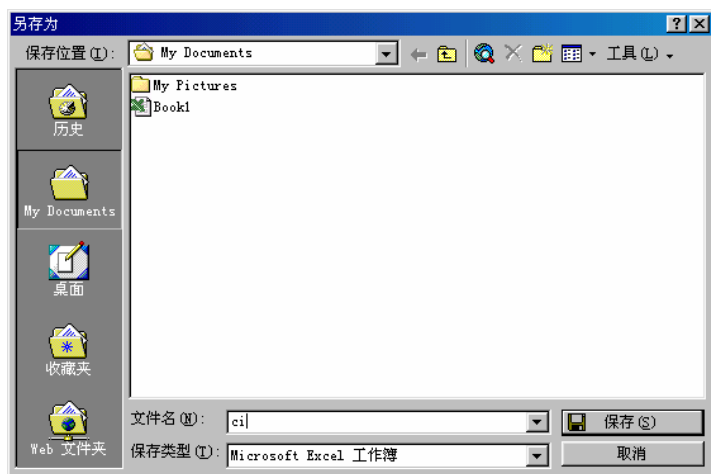 另存为
保存位置(I):
My Documents
工具(L)
历史
My Documents
桌面
收藏夹
Web 文件夹
My Pictures
Book1
文件名(N):
ci
保存(S)
保存类型(T):
Microsoft Excel 工作簿
取消